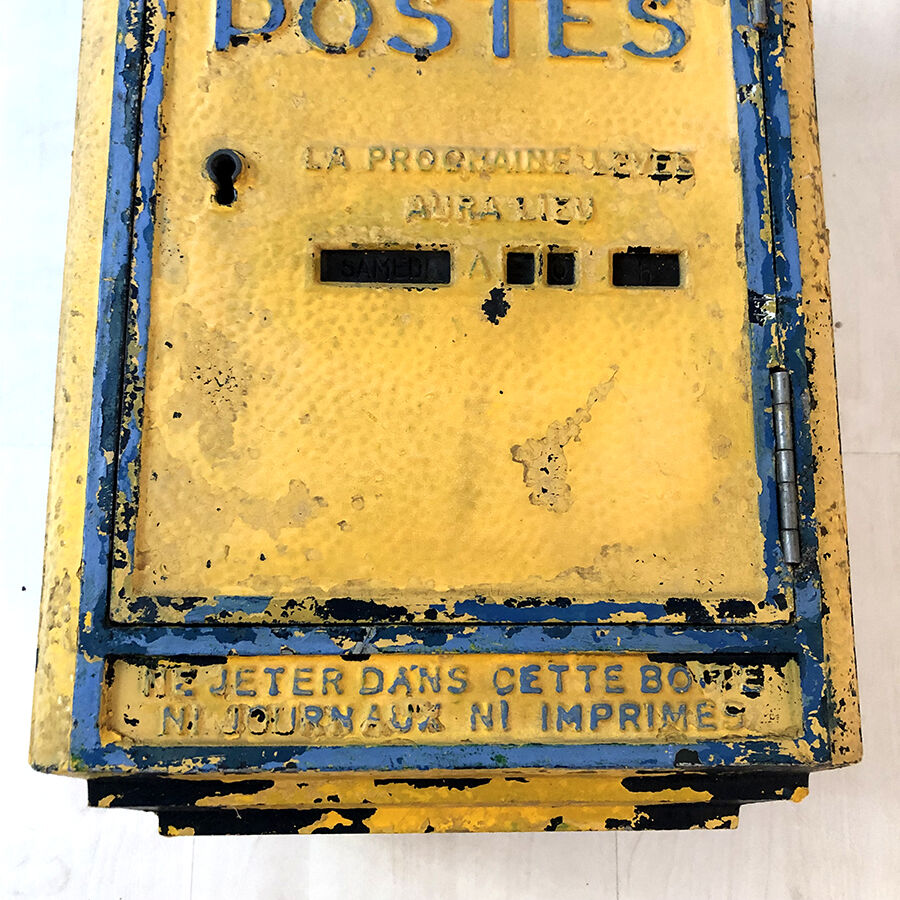 POSTES
LA PROCHAINE LEVEE
AURA LIEU
SAMEDI A H
NE JETER DANS CETTE BOITE
NI JOURNAUX NI IMPRIMES